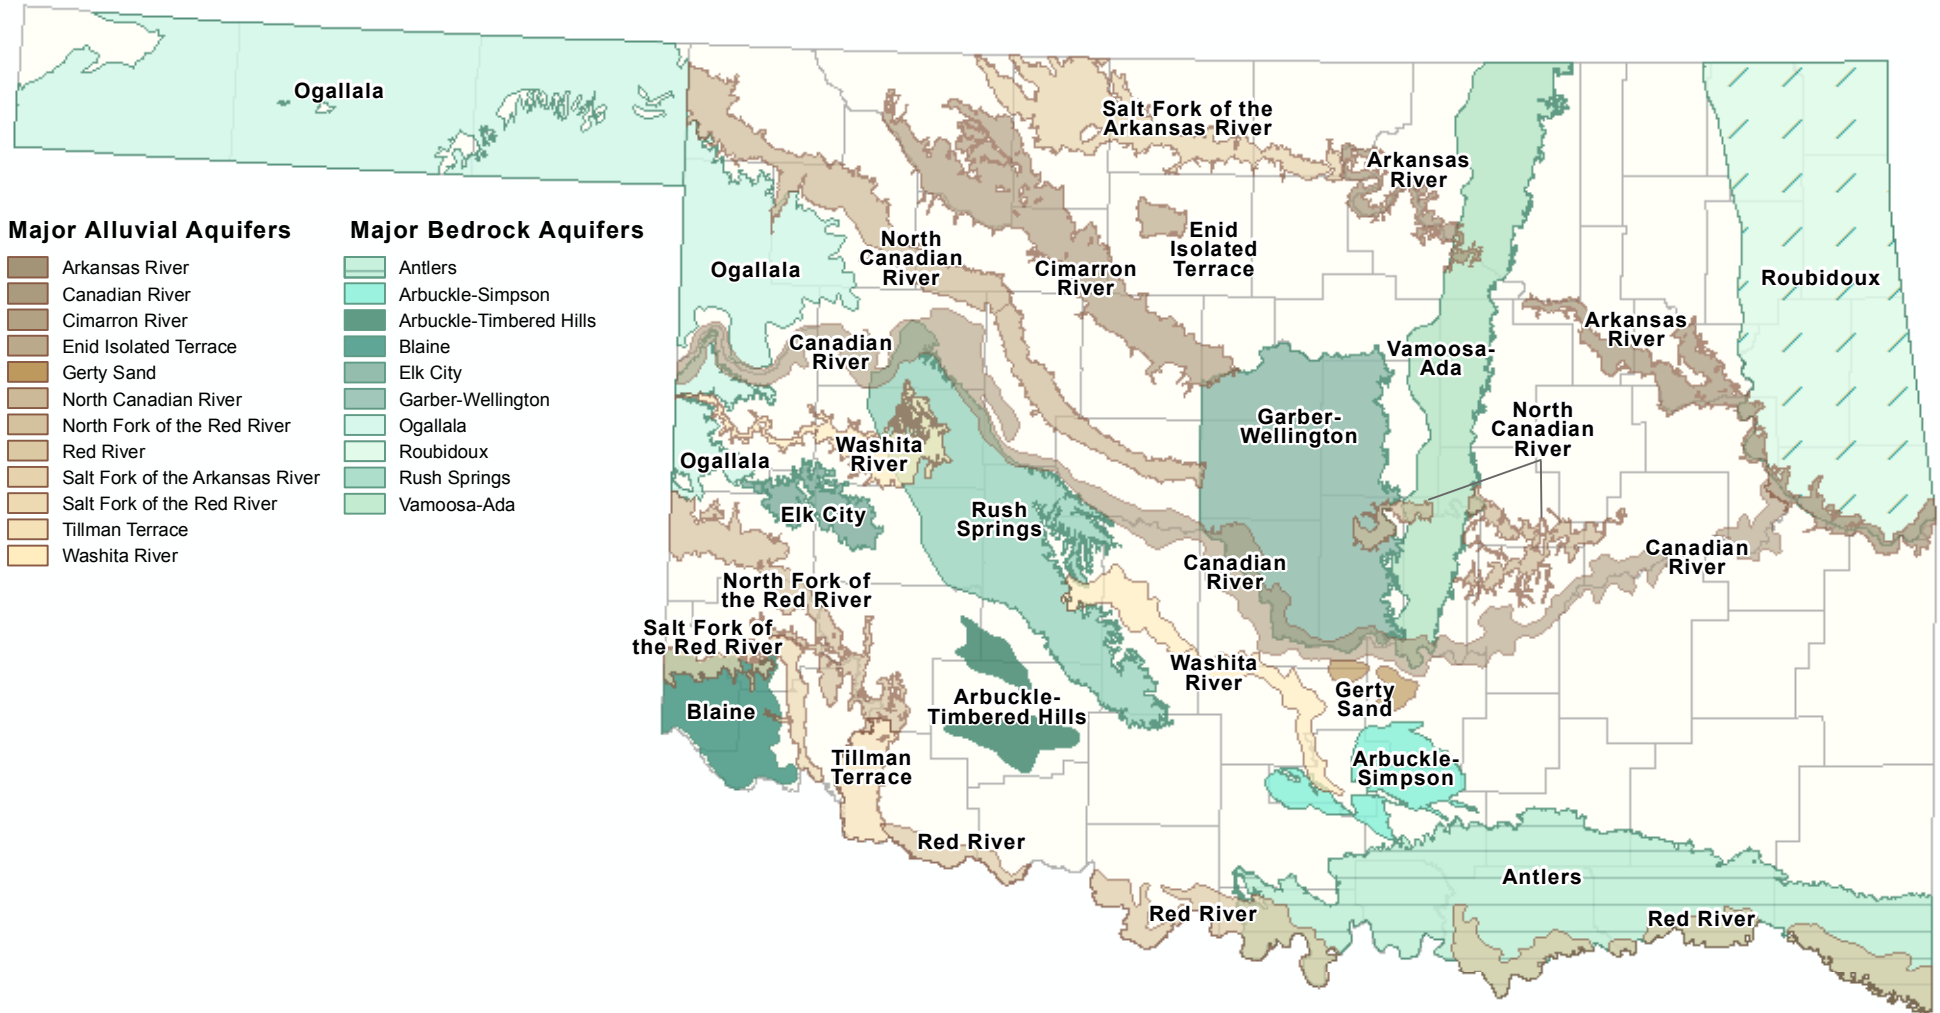 Ogallala
Salt Fork of the
Arkansas River
Arkansas
River
Major Alluvial Aquifers
Arkansas River
Canadian River
Cimarron River
Enid Isolated Terrace
Gerty Sand
North Canadian River
North Fork of the Red River
Red River
Salt Fork of the Arkansas River
Salt Fork of the Red River
Tillman Terrace
Washita River
Major Bedrock Aquifers
Antlers
Arbuckle-Simpson
Arbuckle-Timbered Hills
Blaine
Elk City
Garber-Wellington
Ogallala
Roubidoux
Rush Springs
Vamoosa-Ada
Ogallala
North
Canadian
River
Cimarron
River
Enid
Isolated
Terrace
Roubidoux
Arkansas
River
Canadian
River
Vamoosa-
Ada
Garber-
Wellington
North
Canadian
River
Washita
River
Ogallala
Elk City
Rush
Springs
Canadian
River
Canadian
River
North Fork of
the Red River
Salt Fork of
the Red River
Washita
River
Gerty
Sand
Arbuckle-
Timbered Hills
Blaine
Tillman
Terrace
Arbuckle-
Simpson
Red River
Antlers
Red River
Red River